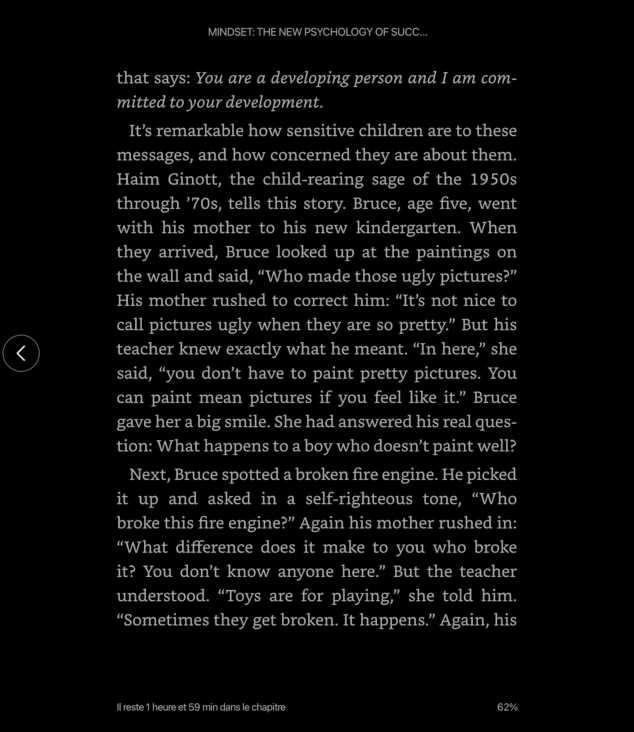 MINDSET: THE NEW PSYCHOLOGY OF SUCC...
that says: You are a developing person and I am com-
mitted to your development.
It’s remarkable how sensitive children are to these
messages, and how concerned they are about them.
Haim Ginott, the child-rearing sage of the 1950s
through ’70s, tells this story. Bruce, age five, went
with his mother to his new kindergarten. When
they arrived, Bruce looked up at the paintings on
the wall and said, “Who made those ugly pictures?”
His mother rushed to correct him: “It’s not nice to
call pictures ugly when they are so pretty.” But his
teacher knew exactly what he meant. “In here,” she
said, “you don’t have to paint pretty pictures. You
can paint mean pictures if you feel like it.” Bruce
gave her a big smile. She had answered his real ques-
tion: What happens to a boy who doesn’t paint well?
Next, Bruce spotted a broken fire engine. He picked
it up and asked in a self-righteous tone, “Who
broke this fire engine?” Again his mother rushed in:
“What difference does it make to you who broke
it? You don’t know anyone here.” But the teacher
understood. “Toys are for playing,” she told him.
“Sometimes they get broken. It happens.” Again, his
Il reste 1 heure et 59 min dans le chapitre
62%